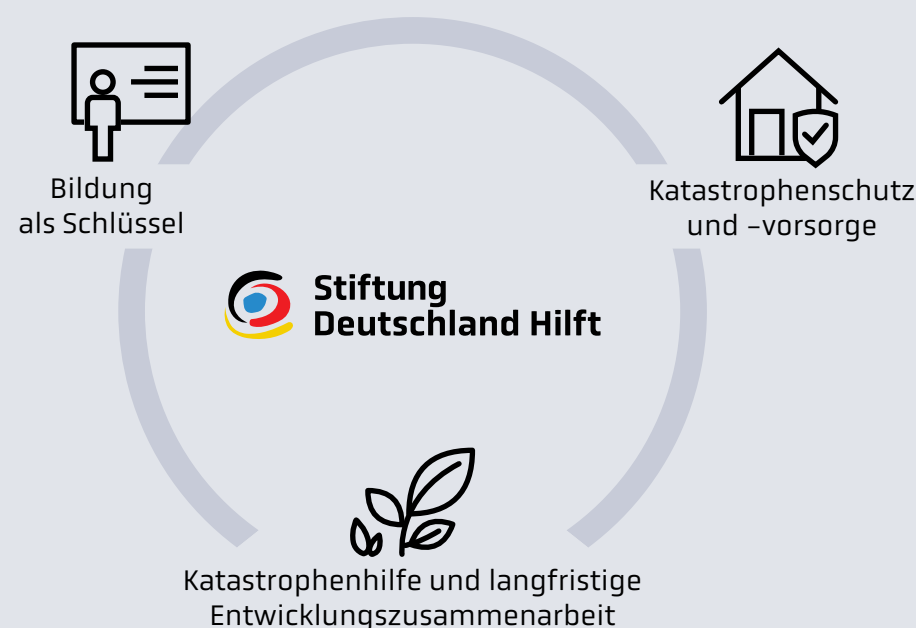 Bildung
als Schlüssel
Katastrophenschutz
und –vorsorge
Stiftung
Deutschland Hilft
Katastrophenhilfe und langfristige
Entwicklungszusammenarbeit